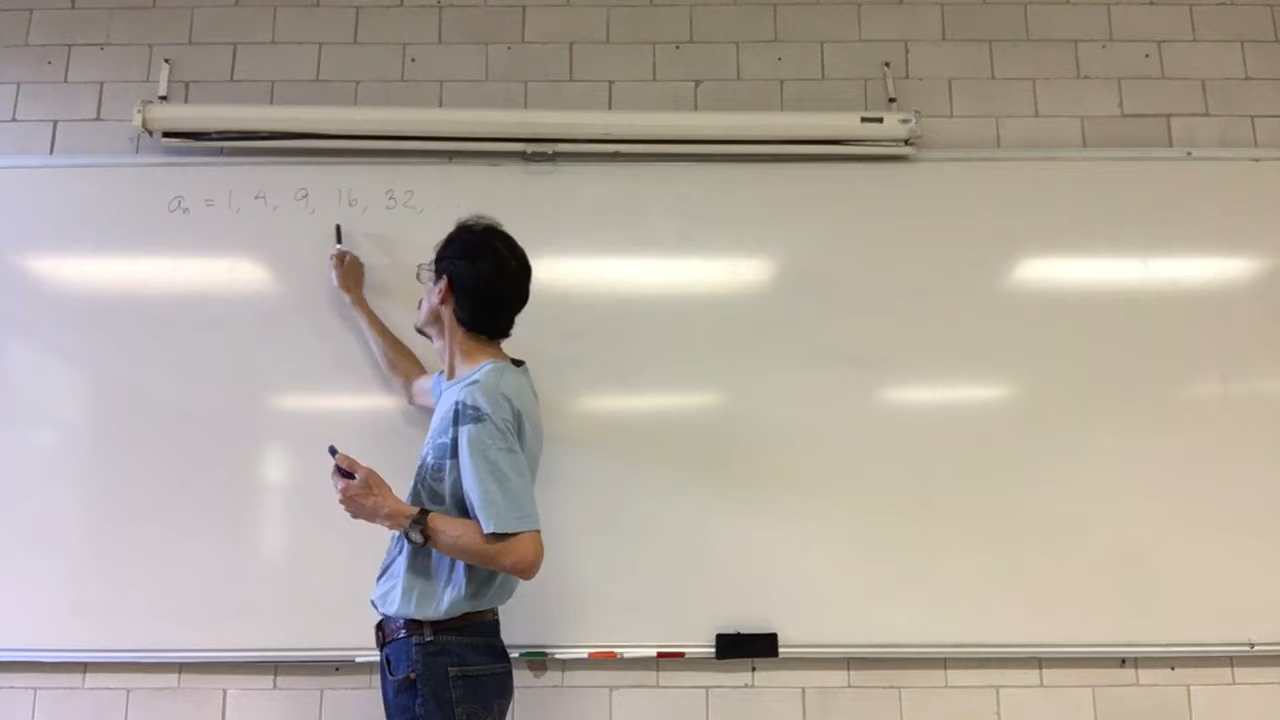 aₙ = 1, 4, 9, 16, 32,